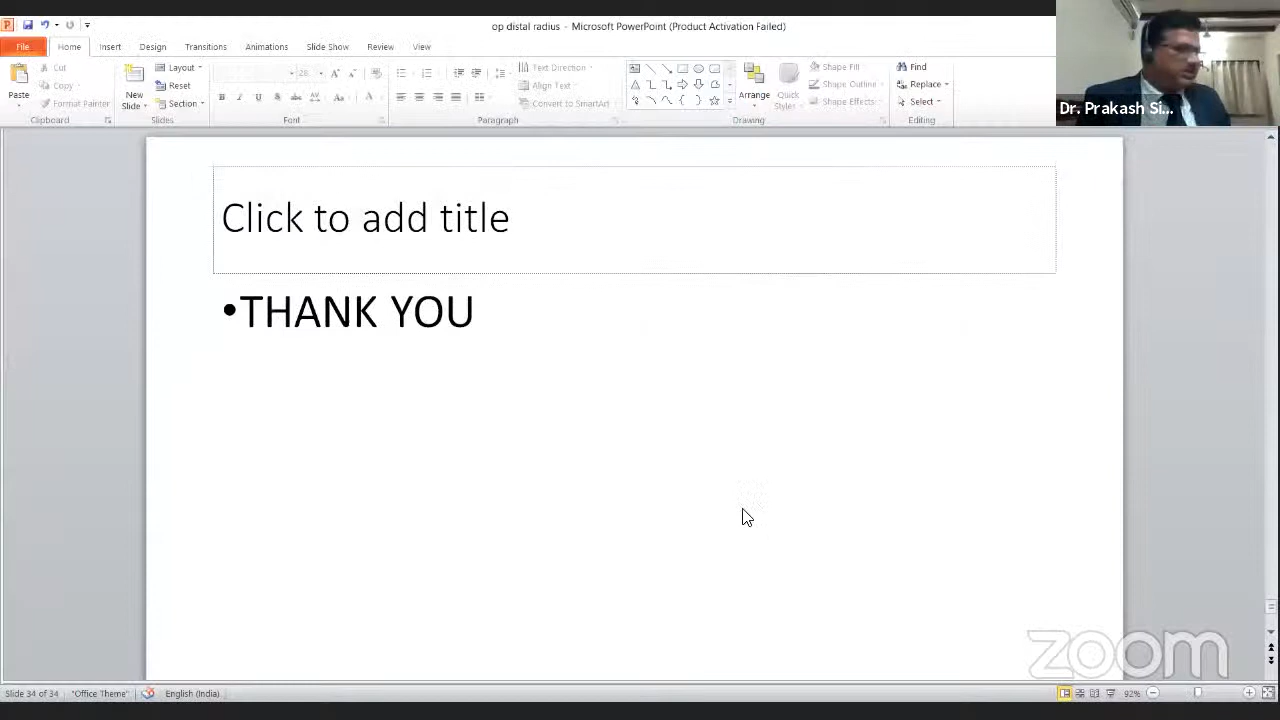 op distal radius - Microsoft PowerPoint (Product Activation Failed)
File Home Insert Design Transitions Animations Slide Show Review View
Paste
Cut
Copy
Format Painter
Clipboard
New Slide
Layout
Reset
Section
Slides
28
Font
Text Direction
Align Text
Convert to SmartArt
Paragraph
Arrange
Quick Styles
Shape Fill
Shape Outline
Shape Effects
Drawing
Find
Replace
Select
Editing
Dr. Prakash Si...
Click to add title
•THANK YOU
zoom
Slide 34 of 34 "Office Theme" English (India) 92%